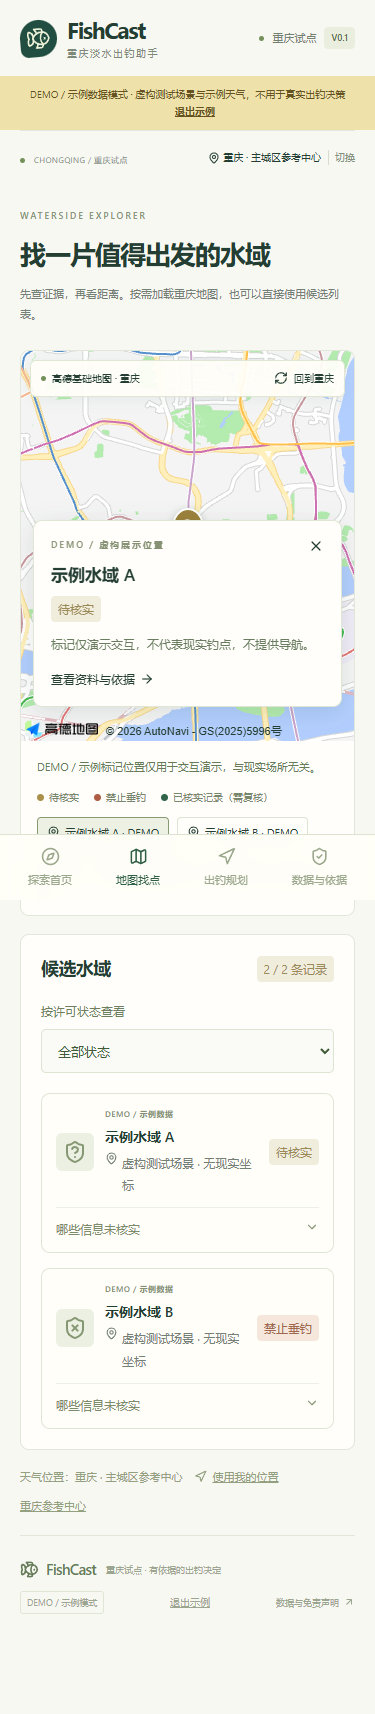 FishCast
重庆淡水出钓助手
重庆试点
V0.1
DEMO / 示例数据模式 · 虚构测试场景与示例天气，不用于真实出钓决策
退出示例
CHONGQING / 重庆试点
重庆 · 主城区参考中心
切换
WATERSIDE EXPLORER
找一片值得出发的水域
先查证据，再看距离。按需加载重庆地图，也可以直接使用候选列
表。
高德基础地图 · 重庆
回到重庆
DEMO / 虚构展示位置
示例水域 A
待核实
标记仅演示交互，不代表现实钓点，不提供导航。
查看资料与依据
高德地图
© 2026 AutoNavi - GS(2025)5996号
DEMO / 示例标记位置仅用于交互演示，与现实场所无关。
待核实
禁止垂钓
已核实记录（需复核）
示例水域 A · DEMO
示例水域 B · DEMO
探索首页
地图找点
出钓规划
数据与依据
候选水域
2 / 2 条记录
按许可状态查看
全部状态
DEMO / 示例数据
示例水域 A
虚构测试场景 · 无现实坐
标
待核实
哪些信息未核实
DEMO / 示例数据
示例水域 B
虚构测试场景 · 无现实
坐标
禁止垂钓
哪些信息未核实
天气位置：重庆 · 主城区参考中心
使用我的位置
重庆参考中心
FishCast
重庆试点 · 有依据的出钓决定
DEMO / 示例模式
退出示例
数据与免责声明